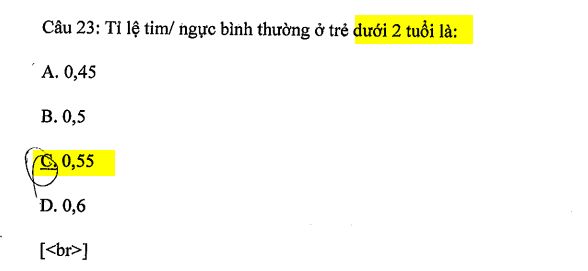 Câu 23: Tỉ lệ tim/ ngực bình thường ở trẻ dưới 2 tuổi là:
A. 0,45
B. 0,5
C. 0,55
D. 0,6
[<br>]